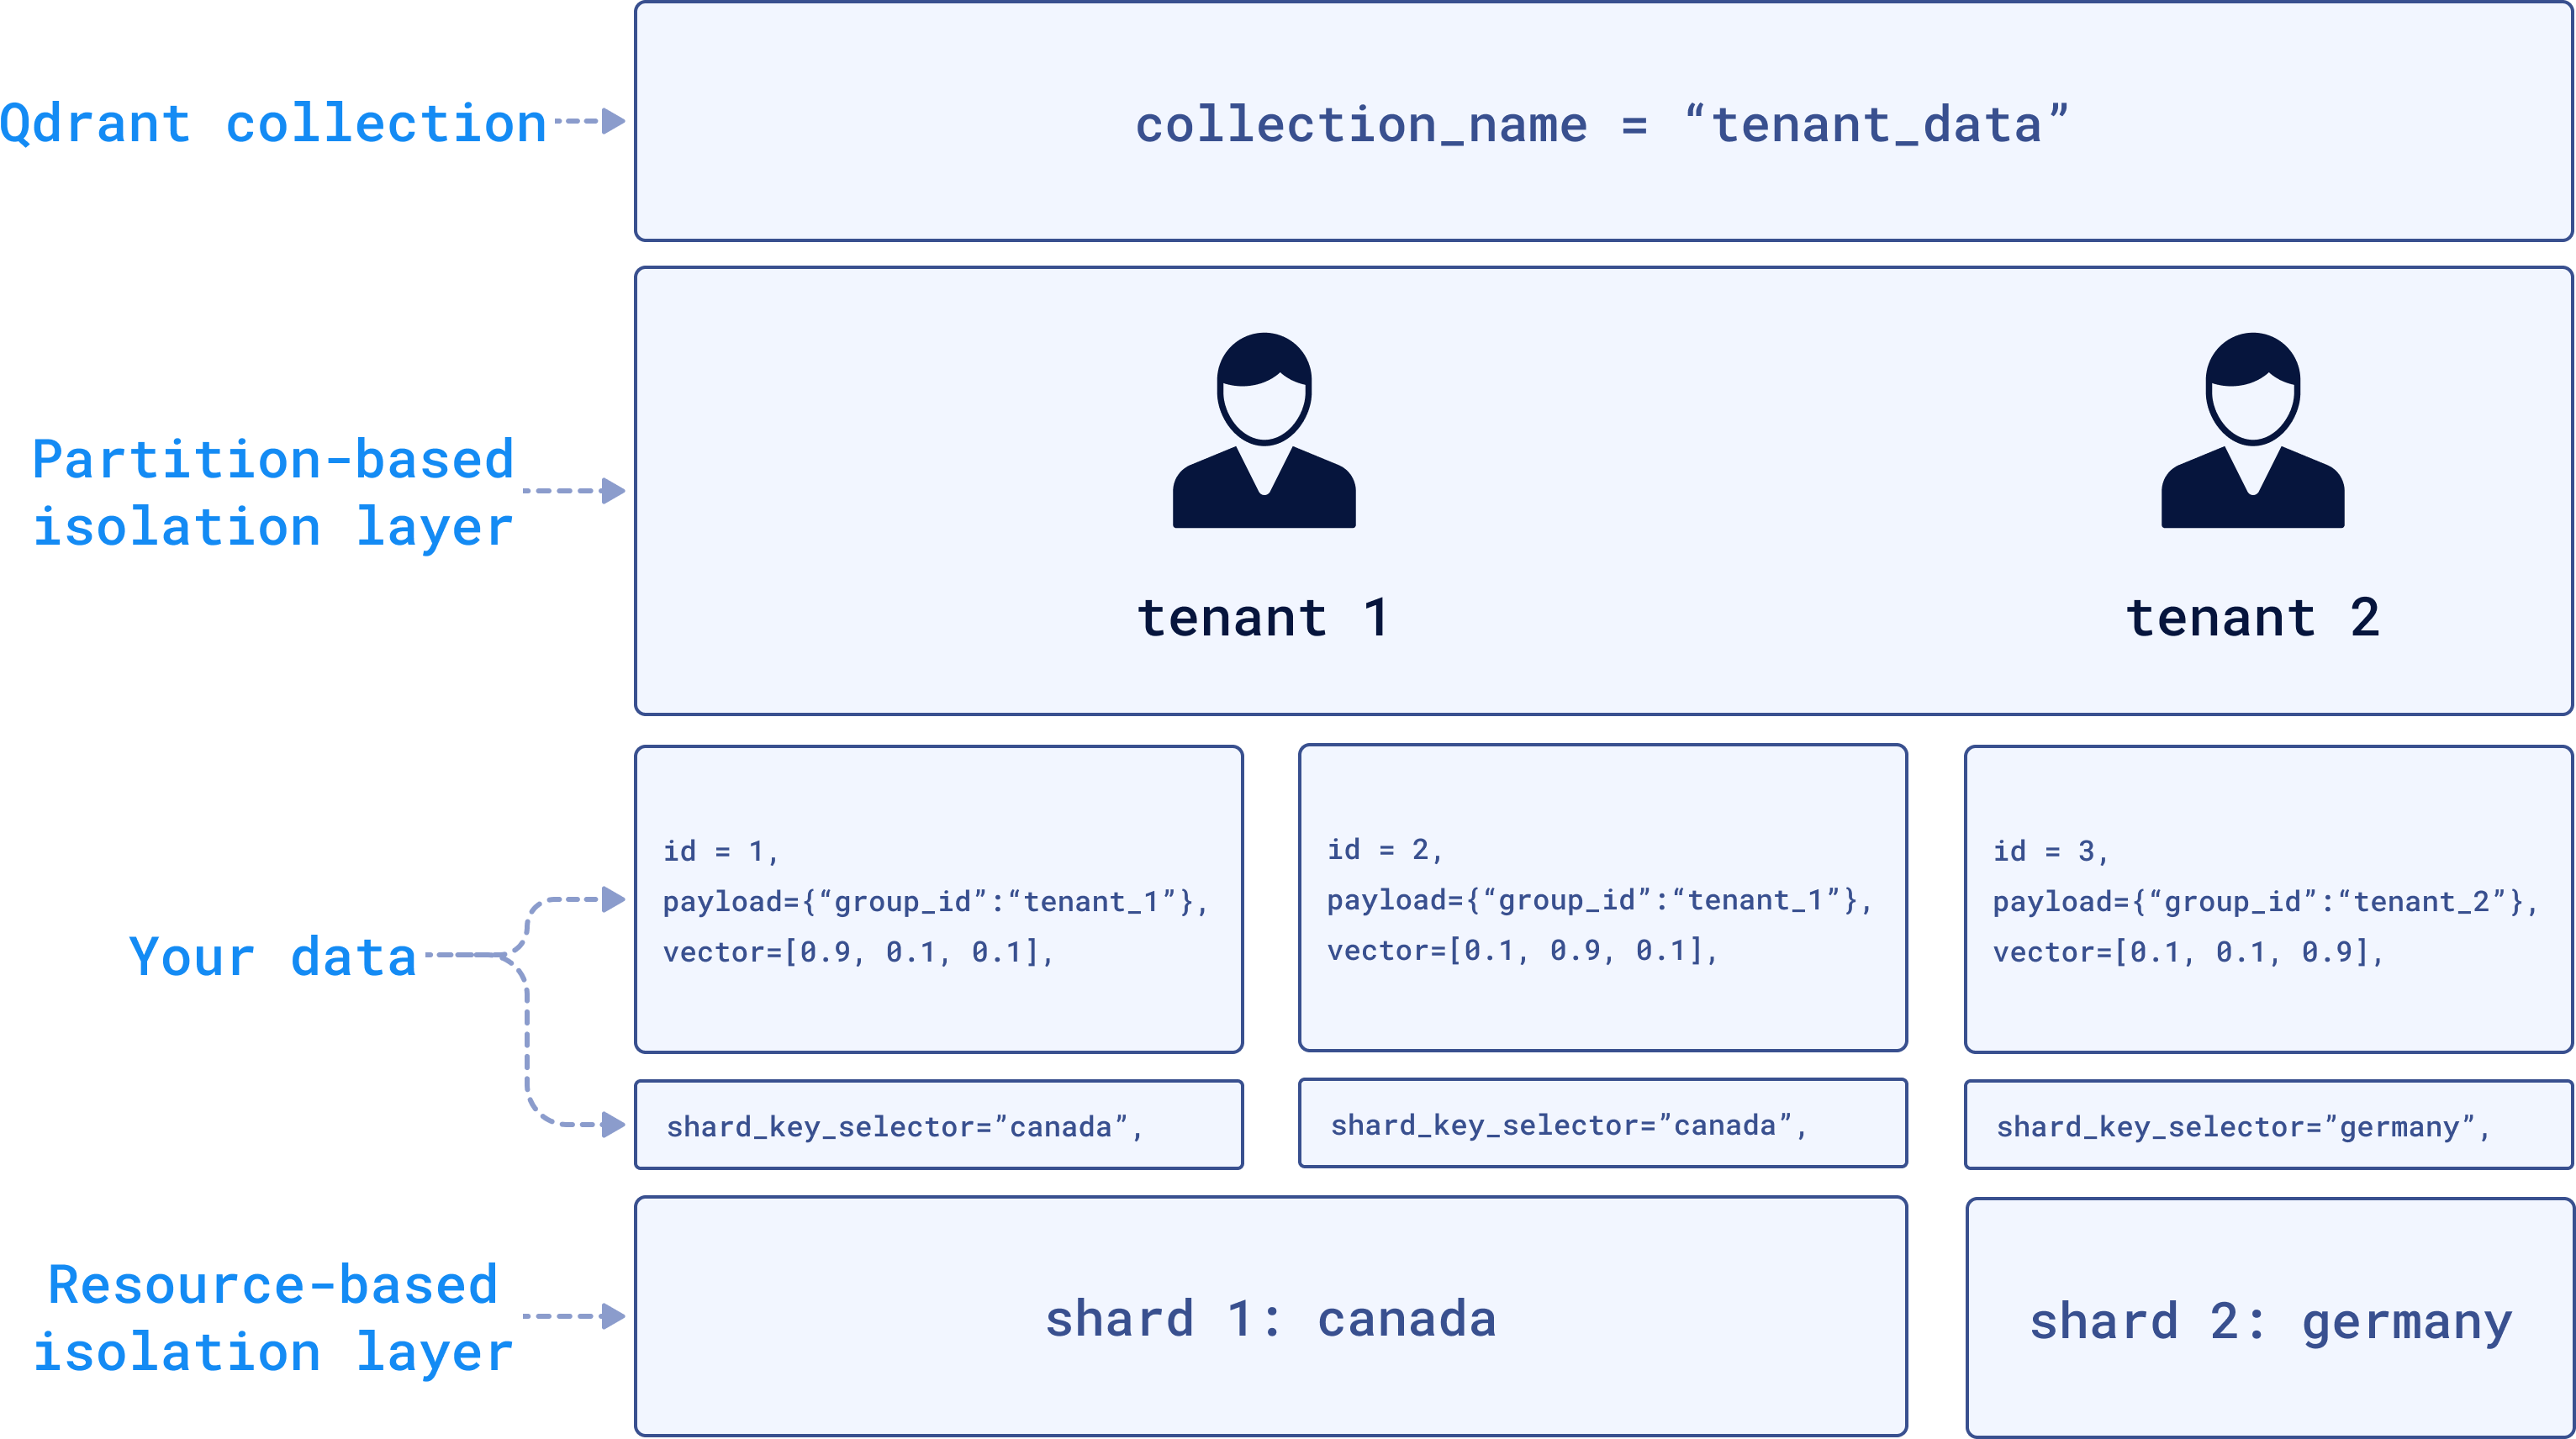 Qdrant collection
collection_name = “tenant_data”
Partition-based
isolation layer
tenant 1
tenant 2
Your data
id = 1,
payload={“group_id”:“tenant_1”},
vector=[0.9, 0.1, 0.1],
id = 2,
payload={“group_id”:“tenant_1”},
vector=[0.1, 0.9, 0.1],
id = 3,
payload={“group_id”:“tenant_2”},
vector=[0.1, 0.1, 0.9],
shard_key_selector=”canada”,
shard_key_selector=”canada”,
shard_key_selector=”germany”,
Resource-based
isolation layer
shard 1: canada
shard 2: germany